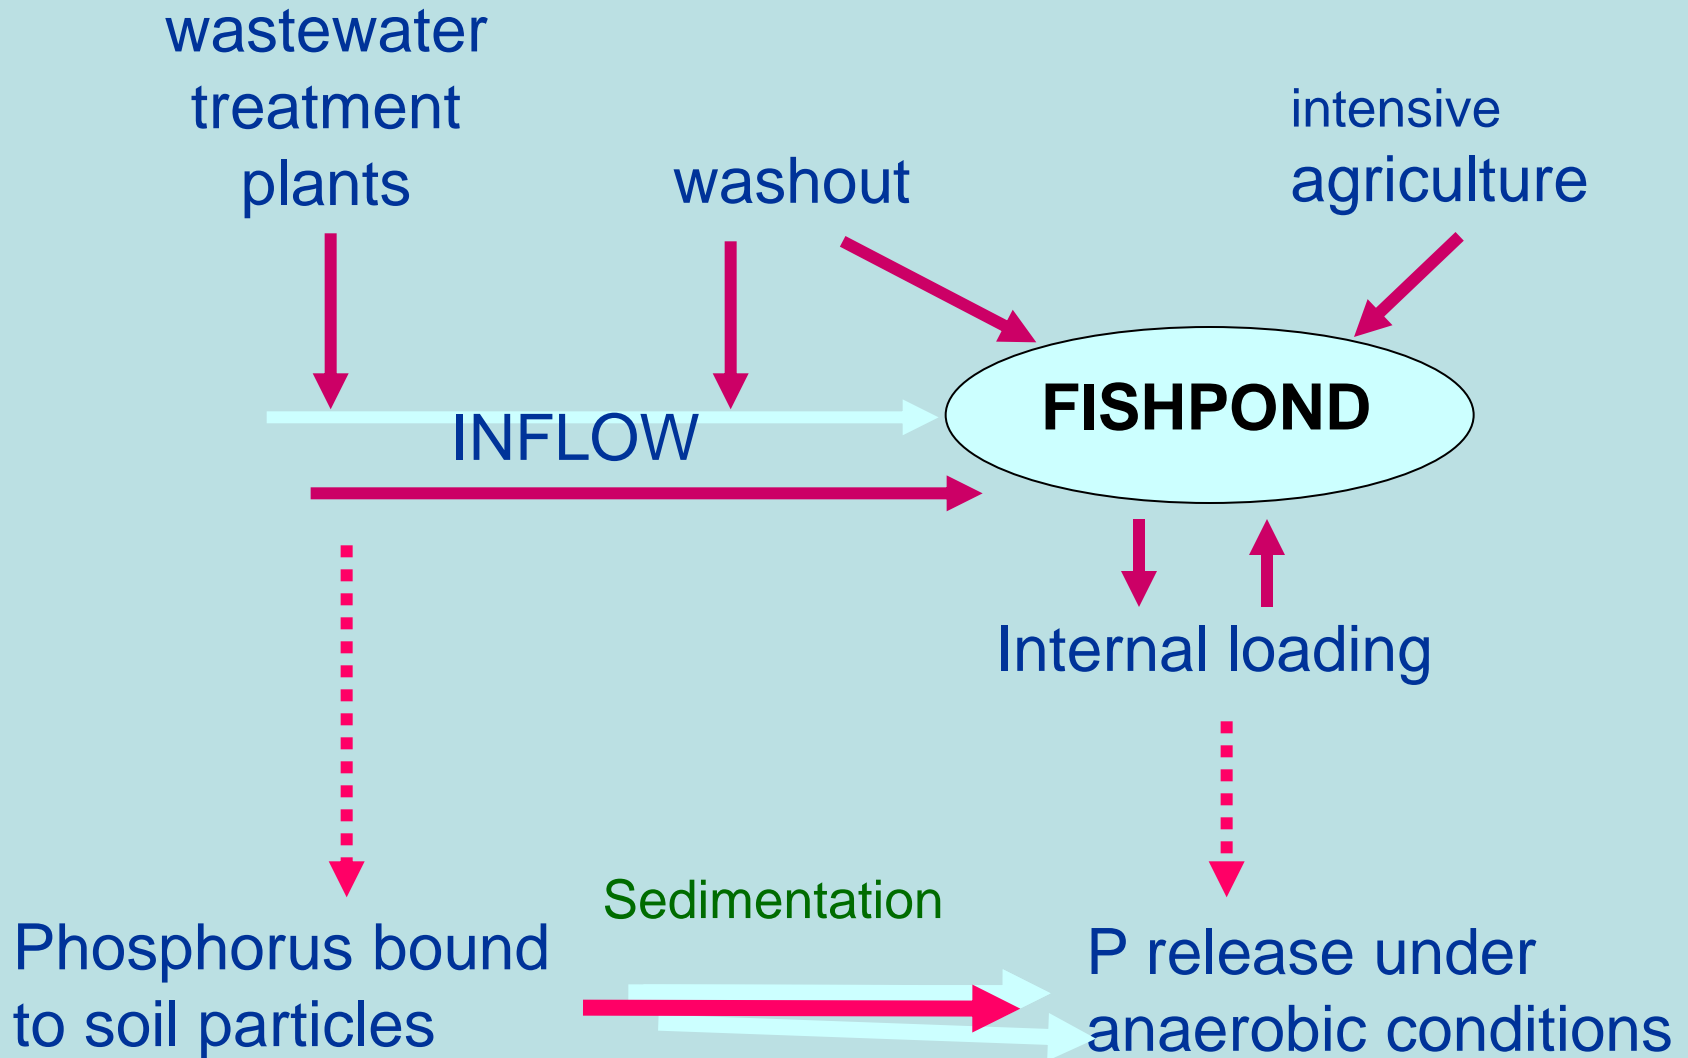 wastewater
treatment
plants
washout
intensive
agriculture
FISHPOND
INFLOW
Internal loading
Sedimentation
Phosphorus bound
to soil particles
P release under
anaerobic conditions